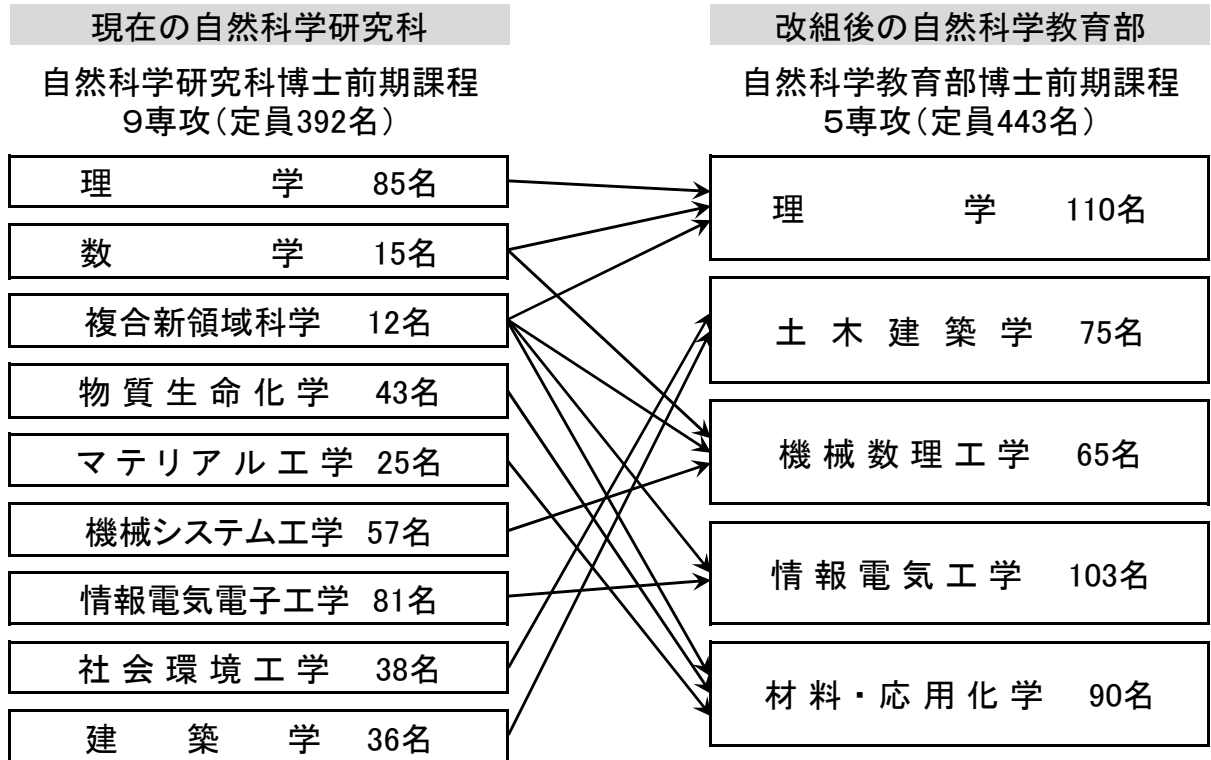 現在の自然科学研究科
自然科学研究科博士前期課程
9専攻(定員392名)
理学 85名
数学 15名
複合新領域科学 12名
物質生命化学 43名
マテリアル工学 25名
機械システム工学 57名
情報電気電子工学 81名
社会環境工学 38名
建築学 36名
改組後の自然科学教育部
自然科学教育部博士前期課程
5専攻(定員443名)
理学 110名
土木建築学 75名
機械数理工学 65名
情報電気工学 103名
材料・応用化学 90名